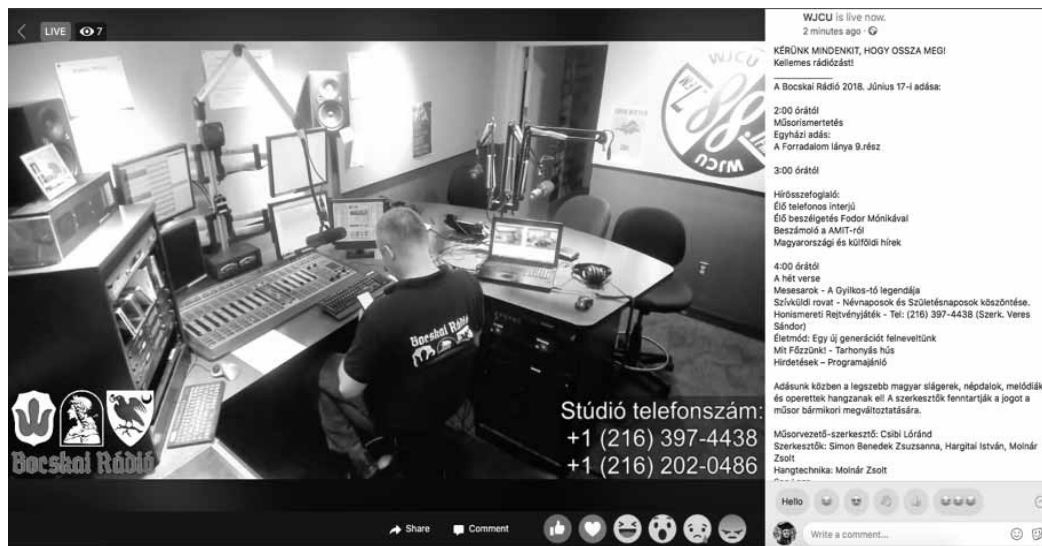 LIVE 7
WJCU
88.7
WJCU
Bocskai Rádió
Bocskai Rádió
Stúdió telefonszám:
+1 (216) 397-4438
+1 (216) 202-0486
Share Comment
WJCU is live now.
2 minutes ago
KÉRÜNK MINDENKIT, HOGY OSSZA MEG!
Kellemes rádiózást!
A Bocskai Rádió 2018. Június 17-i adása:
2:00 órától
Műsorismertetés
Egyházi adás:
A Forradalom lánya 9.rész
3:00 órától
Hírösszefoglaló:
Élő telefonos interjú
Élő beszélgetés Fodor Mónikával
Beszámoló a AMIT-ról
Magyarországi és külföldi hírek
4:00 órától
A hét verse
Mesesarok - A Gyilkos-tó legendája
Szívküldi rovat - Névnaposok és Születésnaposok köszöntése.
Honismereti Rejtvényjáték - Tel: (216) 397-4438 (Szerk. Veres
Sándor)
Életmód: Egy új generációt felneveltünk
Mit Főzzünk! - Tarhonyás hús
Hirdetések – Programajánló
Adásunk közben a legszebb magyar slágerek, népdalok, melódiák
és operettek hangzanak el! A szerkesztők fenntartják a jogot a
műsor bármikori megváltoztatására.
Műsorvezető-szerkesztő: Csibi Lóránd
Szerkesztők: Simon Benedek Zsuzsanna, Hargitai István, Molnár
Zsolt
Hangtechnika: Molnár Zsolt
Hello
Write a comment...